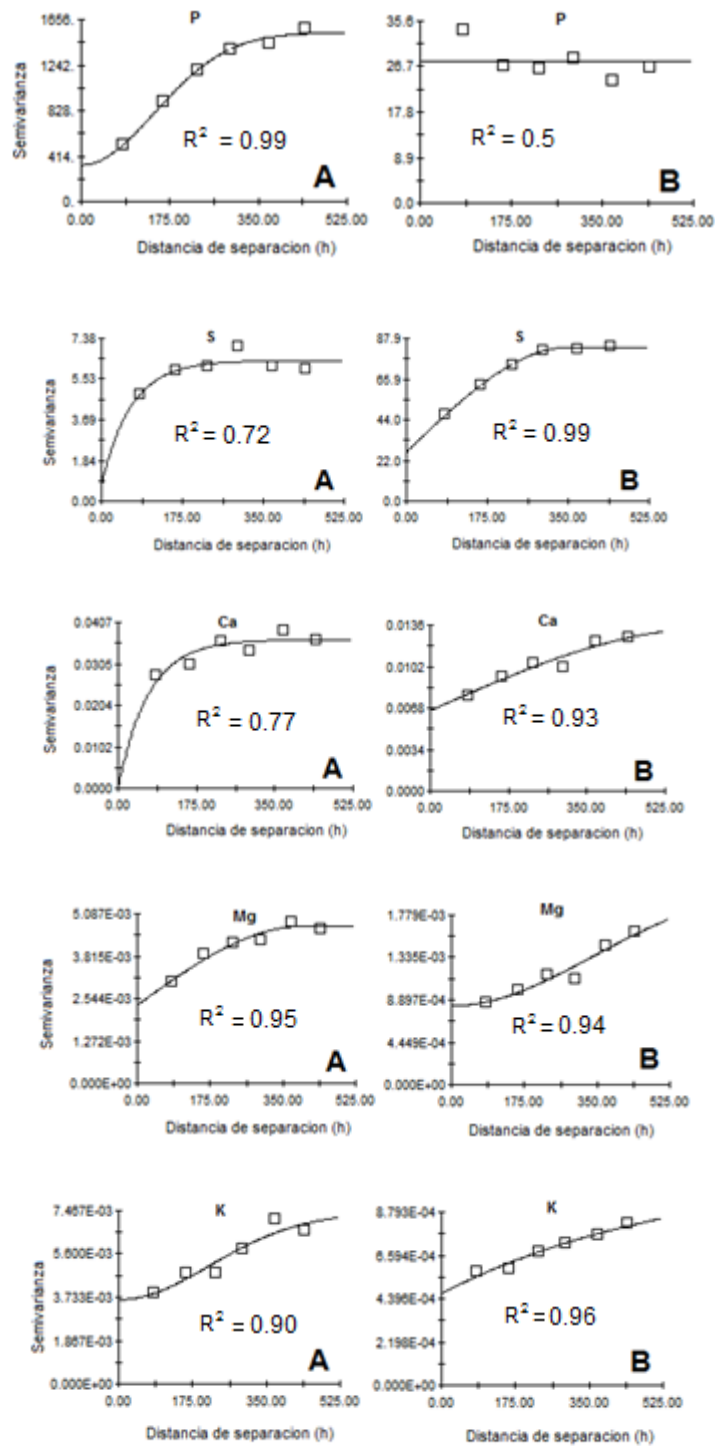 P
P
1656.
1242.
828.
414.
0.
Semivarianza
R² = 0.99
A
0.00 175.00 350.00 525.00
Distancia de separacion (h)
35.6
26.7
17.8
8.9
0.0
R² = 0.5
B
0.00 175.00 350.00 525.00
Distancia de separacion (h)
S
S
7.38
5.53
3.69
1.84
0.00
Semivarianza
R² = 0.72
A
0.00 175.00 350.00 525.00
Distancia de separacion (h)
87.9
65.9
44.0
22.0
0.0
R² = 0.99
B
0.00 175.00 350.00 525.00
Distancia de separacion (h)
Ca
Ca
0.0407
0.0305
0.0204
0.0102
0.0000
Semivarianza
R² = 0.77
A
0.00 175.00 350.00 525.00
Distancia de separacion (h)
0.0136
0.0102
0.0068
0.0034
0.0000
R² = 0.93
B
0.00 175.00 350.00 525.00
Distancia de separacion (h)
Mg
Mg
5.087E-03
3.815E-03
2.544E-03
1.272E-03
0.000E+00
Semivarianza
R² = 0.95
A
0.00 175.00 350.00 525.00
Distancia de separacion (h)
1.779E-03
1.335E-03
8.897E-04
4.449E-04
0.000E+00
R² = 0.94
B
0.00 175.00 350.00 525.00
Distancia de separacion (h)
K
K
7.467E-03
5.600E-03
3.733E-03
1.867E-03
0.000E+00
Semivarianza
R² = 0.90
A
0.00 175.00 350.00 525.00
Distancia de separacion (h)
8.793E-04
6.594E-04
4.396E-04
2.198E-04
0.000E+00
R² = 0.96
B
0.00 175.00 350.00 525.00
Distancia de separacion (h)